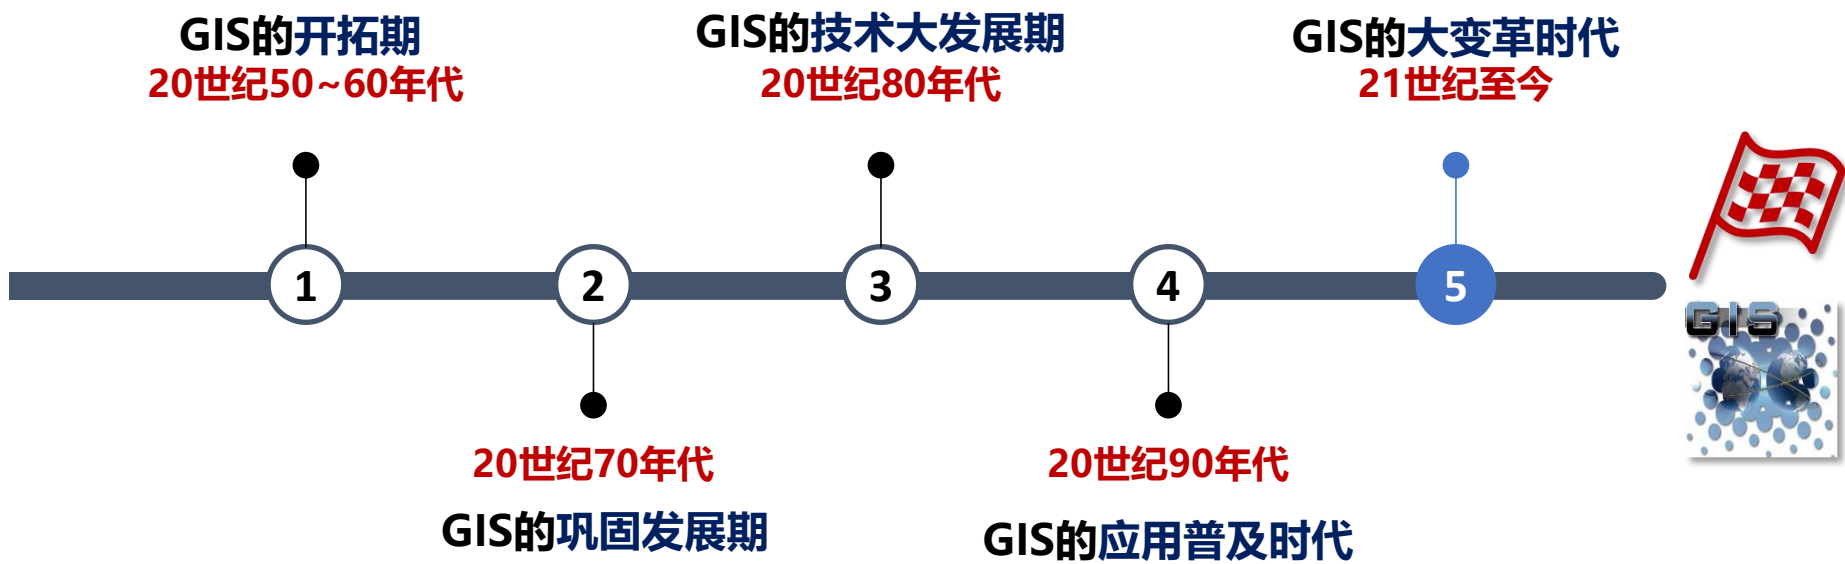 GIS的开拓期
20世纪50~60年代
GIS的技术大发展期
20世纪80年代
GIS的大变革时代
21世纪至今
1
2
3
4
5
GIS
20世纪70年代
GIS的巩固发展期
20世纪90年代
GIS的应用普及时代